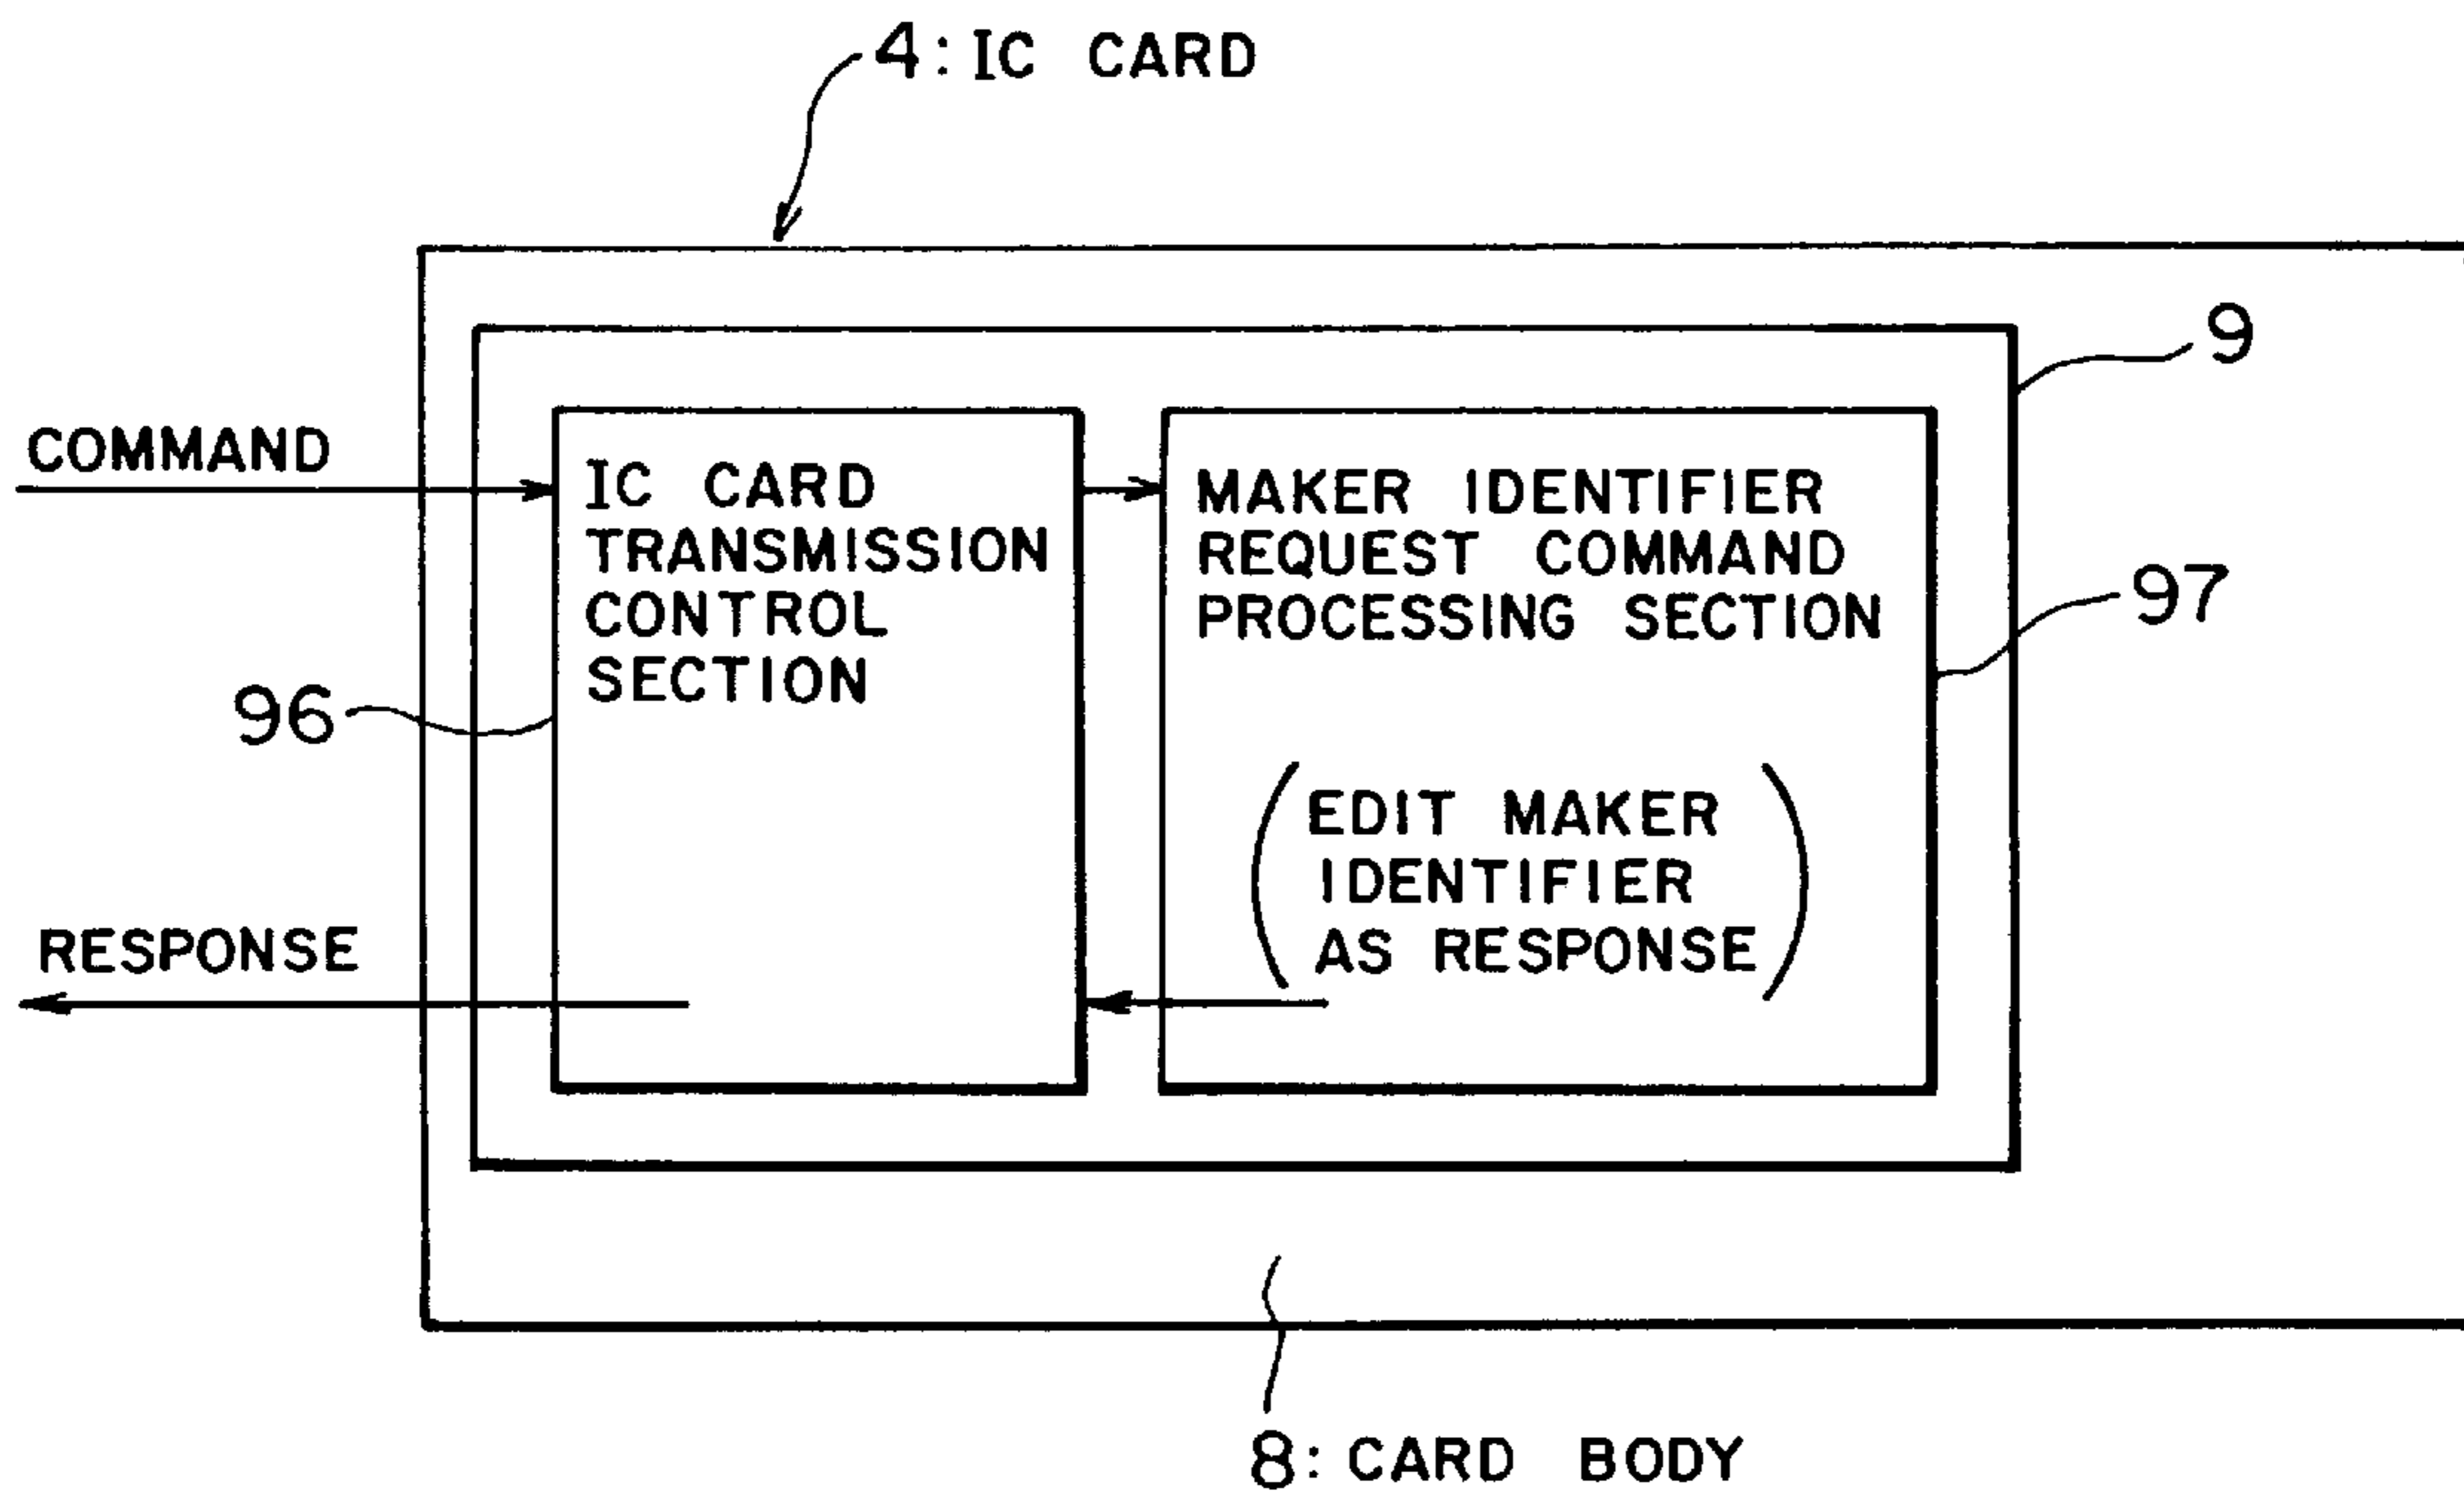 4: IC CARD
9
COMMAND
IC CARD
TRANSMISSION
CONTROL
SECTION
MAKER IDENTIFIER
REQUEST COMMAND
PROCESSING SECTION
97
96
(EDIT MAKER
IDENTIFIER
AS RESPONSE)
RESPONSE
8: CARD BODY